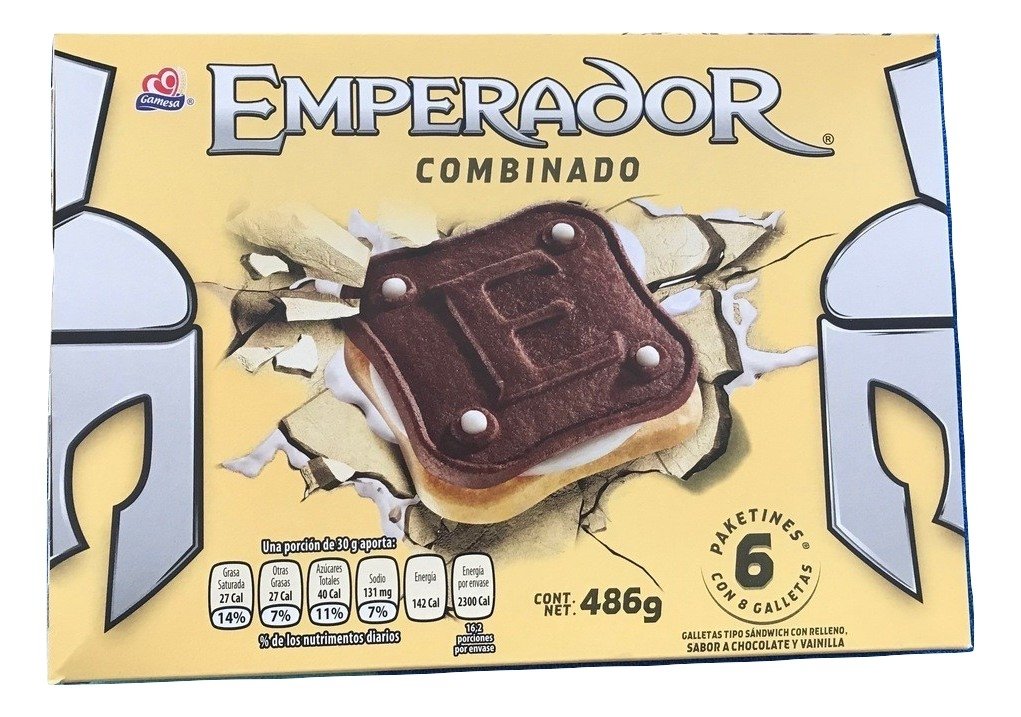 Gamesa®
EMPERADOR®
COMBINADO
E
Una porción de 30 g aporta:
Grasa
Saturada
27 Cal
14%
Otras
Grasas
27 Cal
7%
Azúcares
Totales
40 Cal
11%
Sodio
131 mg
7%
Energía
142 Cal
Energía
por envase
2300 Cal
% de los nutrimentos diarios
16,2
porciones
por envase
CONT.
NET. 486g
PAKETINES®
6
CON 8 GALLETAS
GALLETAS TIPO SÁNDWICH CON RELLENO,
SABOR A CHOCOLATE Y VAINILLA